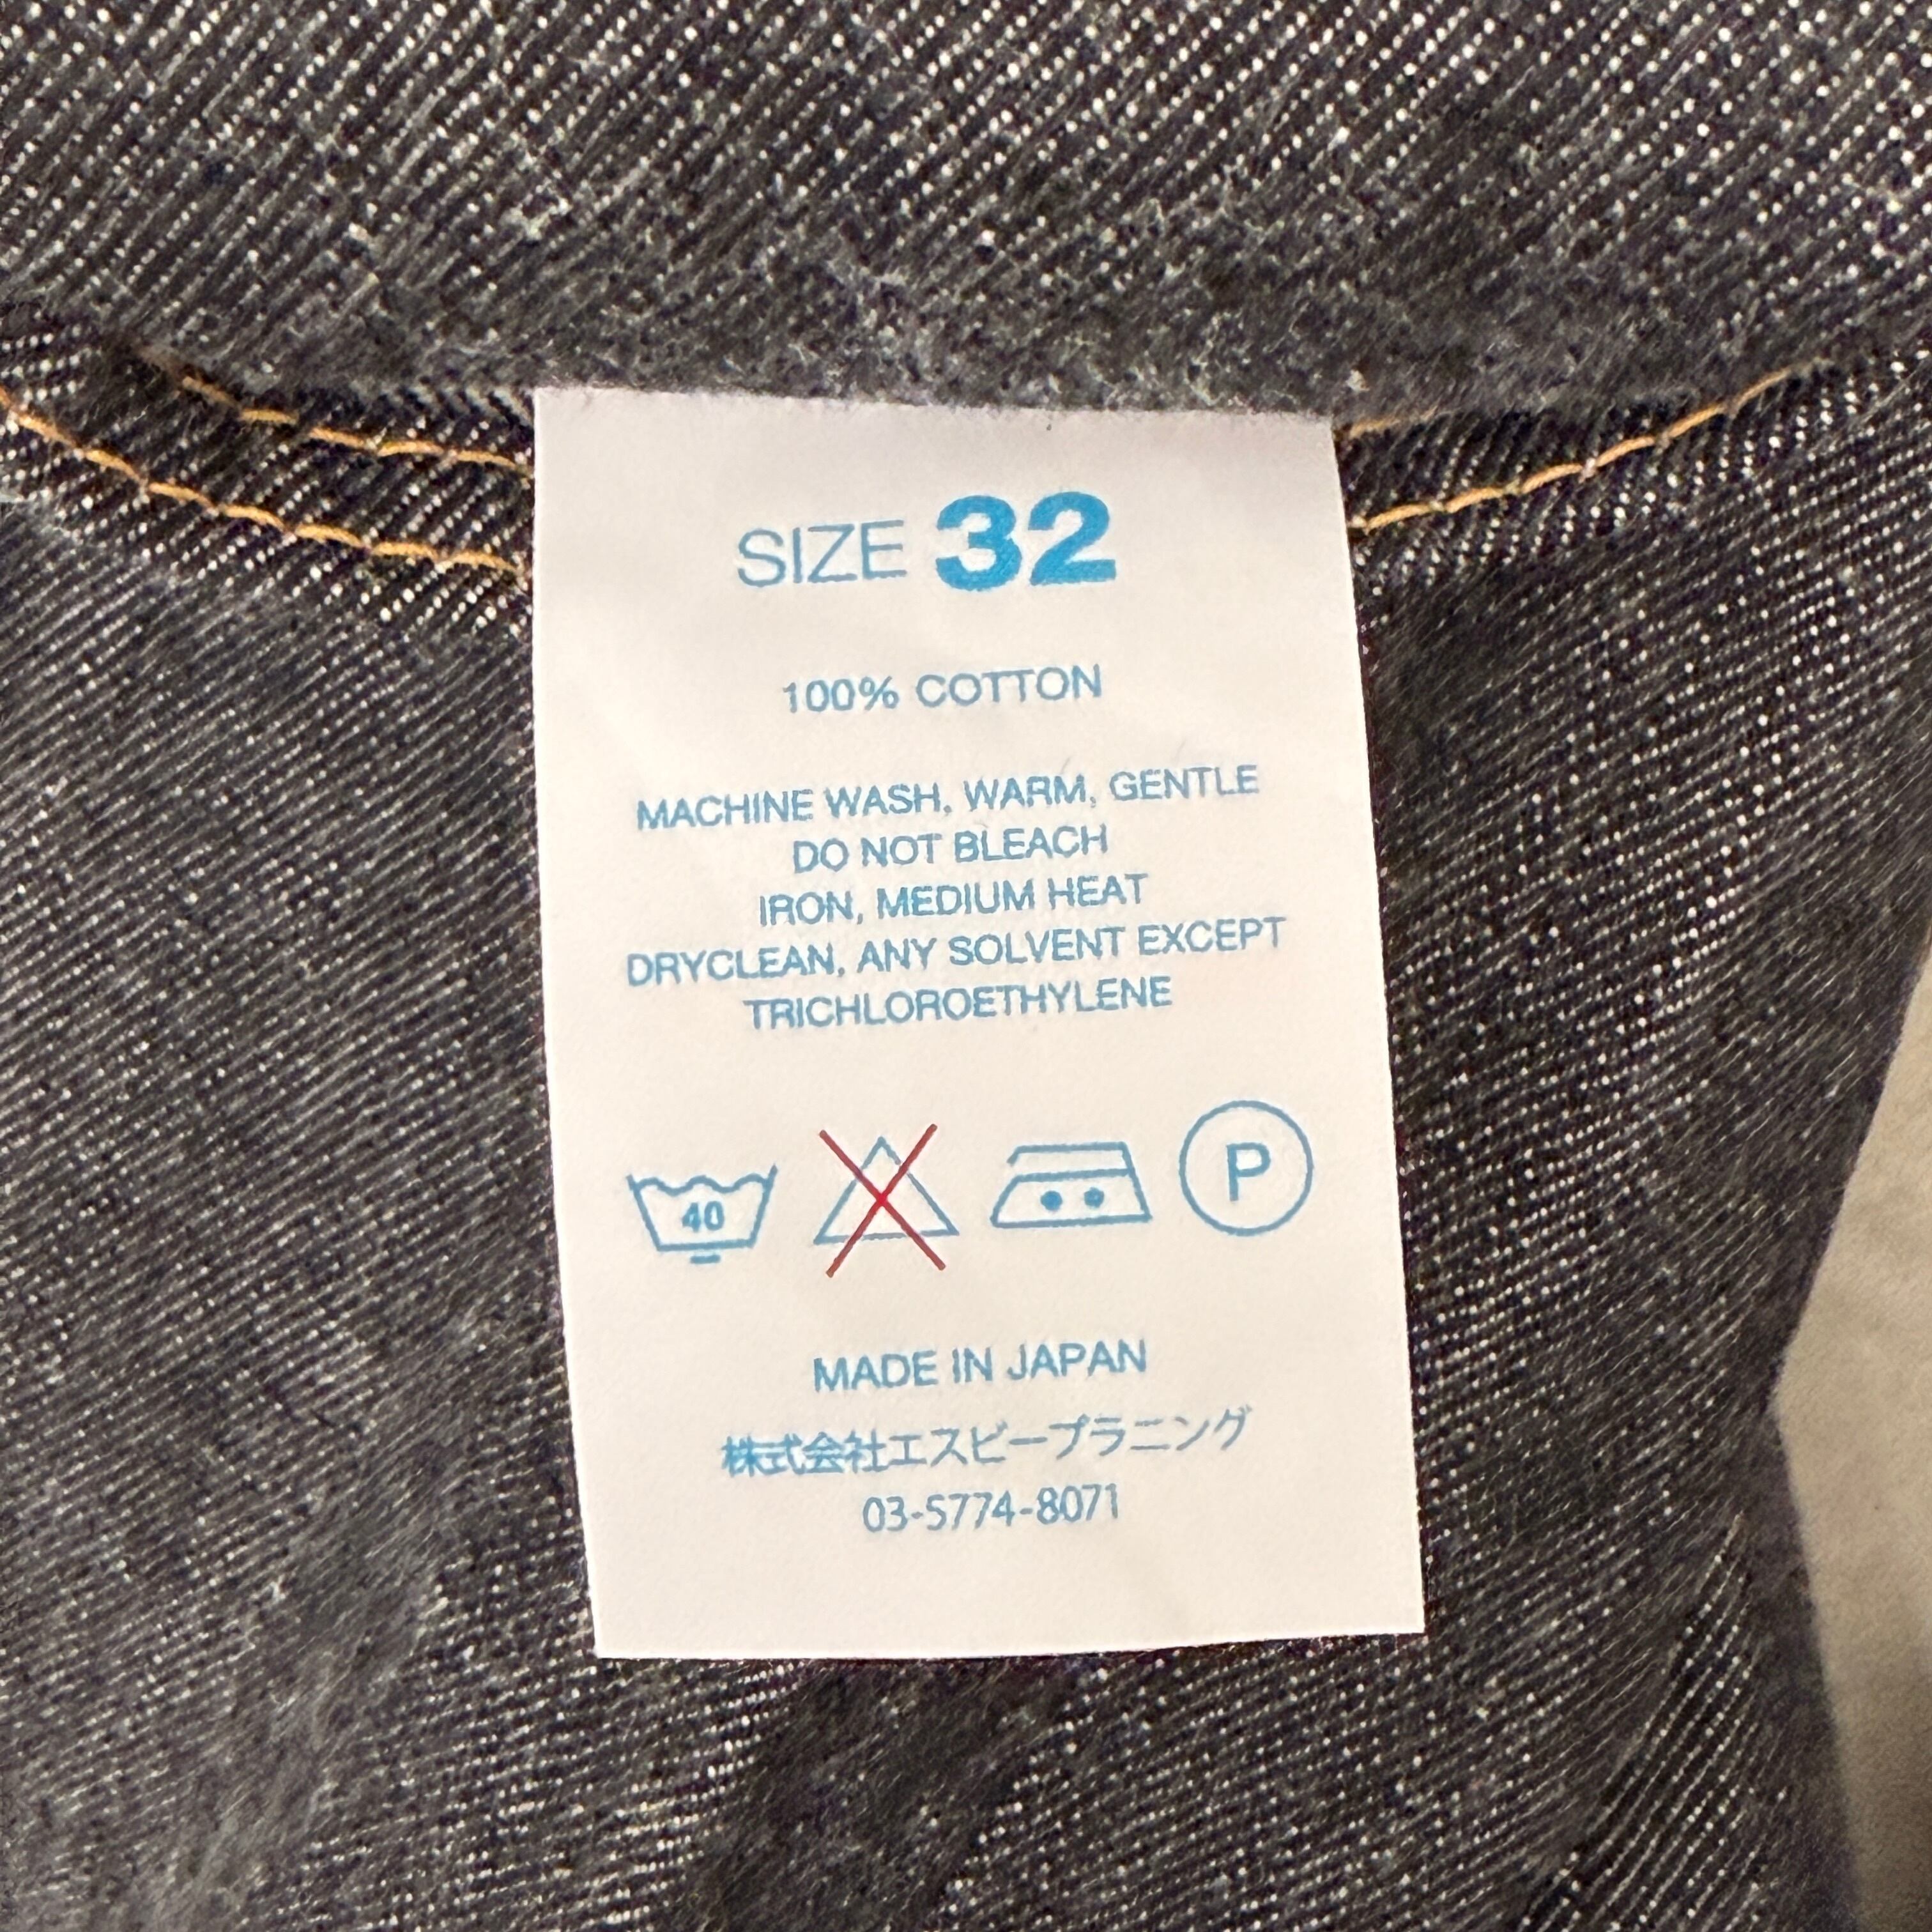 SIZE 32
100% COTTON
MACHINE WASH, WARM, GENTLE
DO NOT BLEACH
IRON, MEDIUM HEAT
DRYCLEAN, ANY SOLVENT EXCEPT
TRICHLOROETHYLENE
40 P
MADE IN JAPAN
株式会社エスビープラニング
03-5774-8071